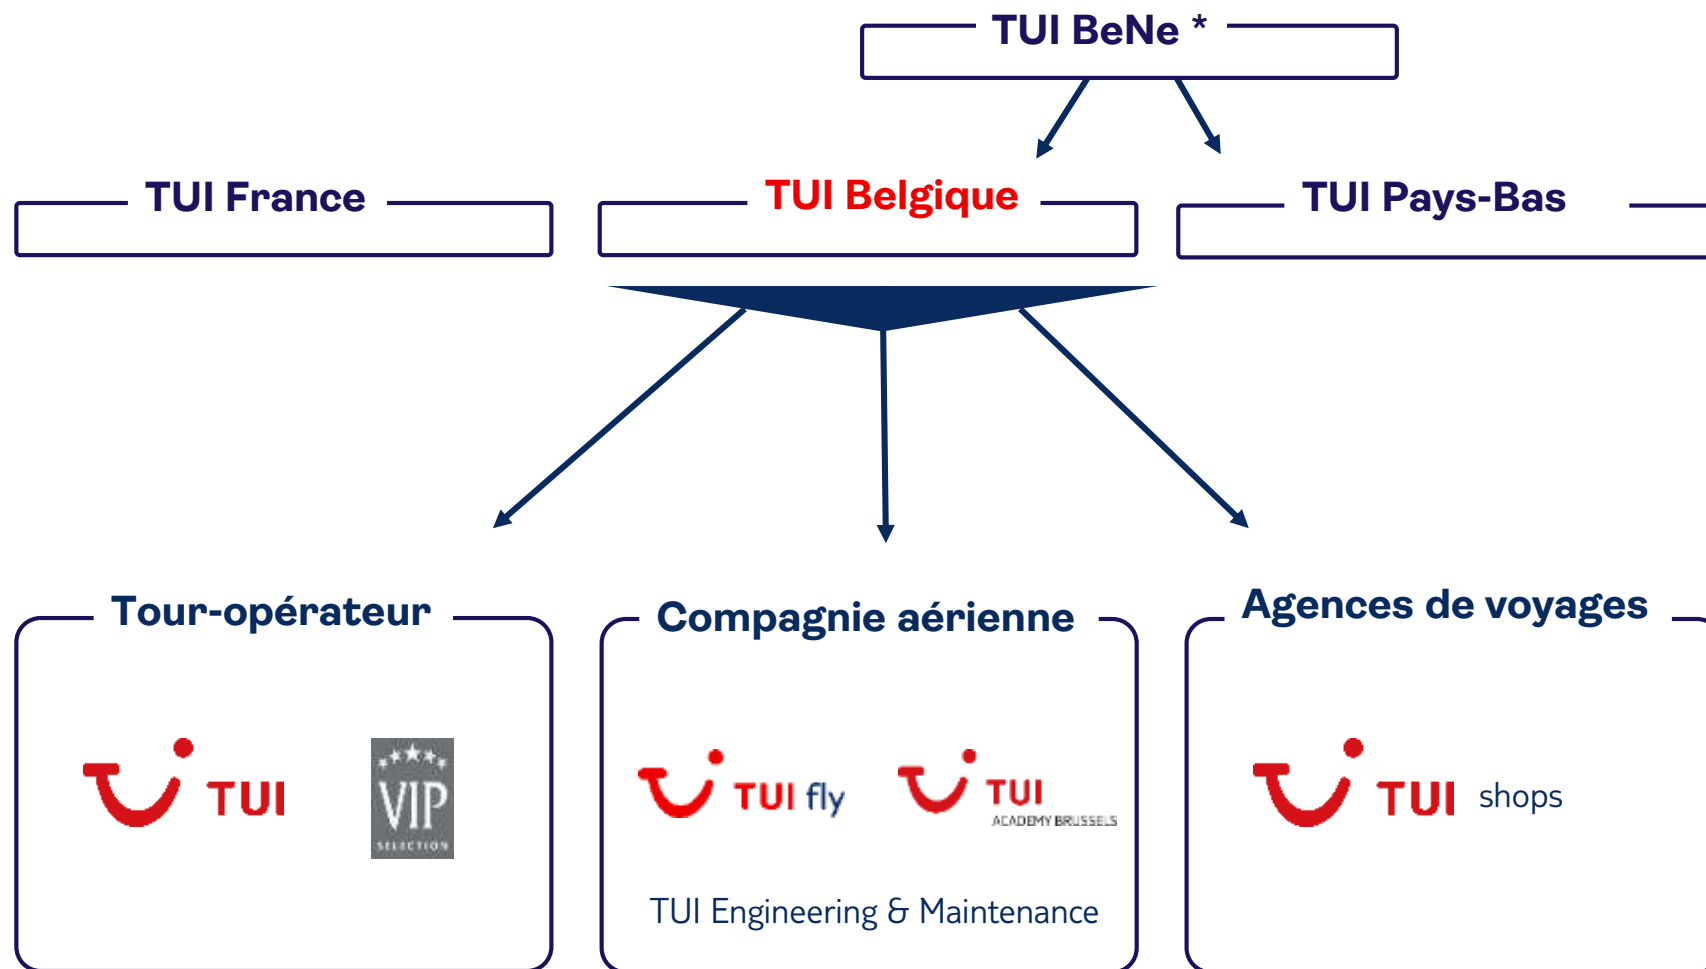 TUI BeNe *
TUI France
TUI Belgique
TUI Pays-Bas
Tour-opérateur
Compagnie aérienne
Agences de voyages
TUI
VIP
SELECTION
TUI fly
TUI
ACADEMY BRUSSELS
TUI shops
TUI Engineering & Maintenance